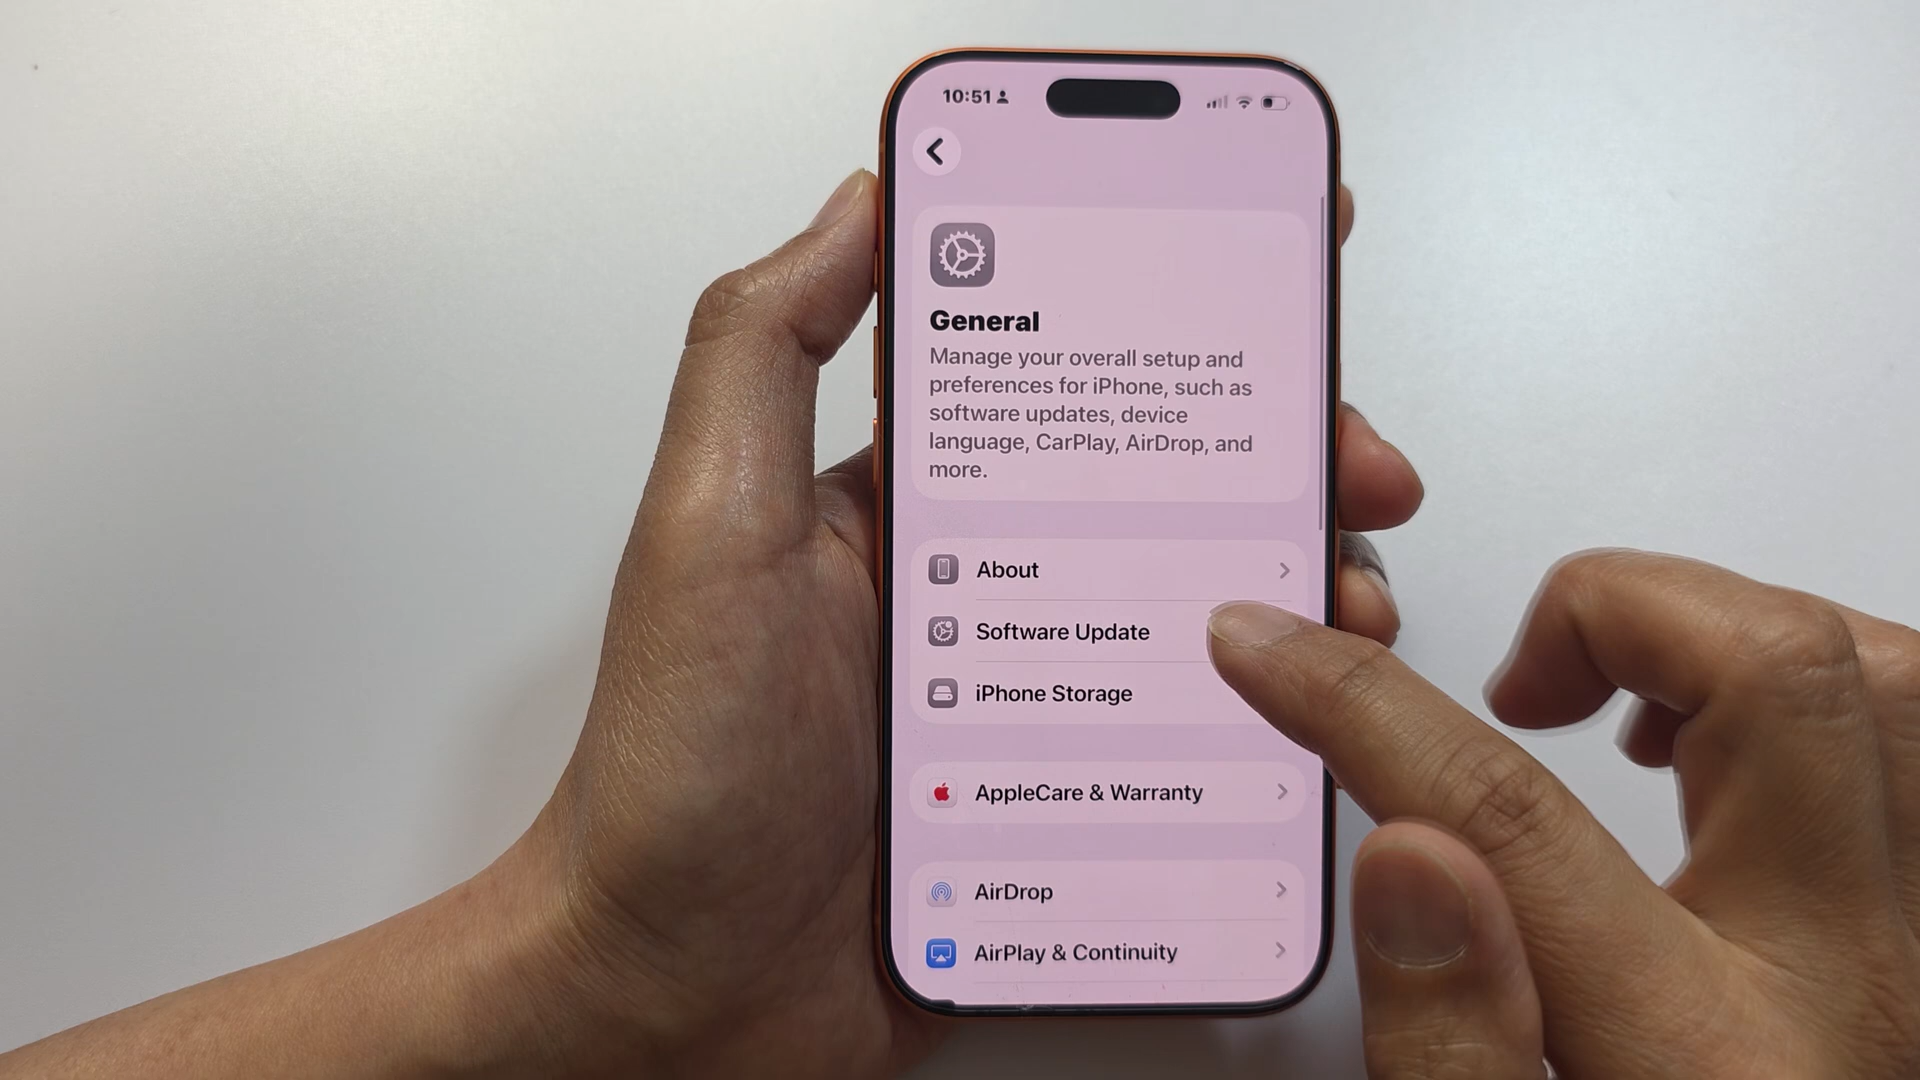 10:51
General
Manage your overall setup and
preferences for iPhone, such as
software updates, device
language, CarPlay, AirDrop, and
more.
About
Software Update
iPhone Storage
AppleCare & Warranty
AirDrop
AirPlay & Continuity